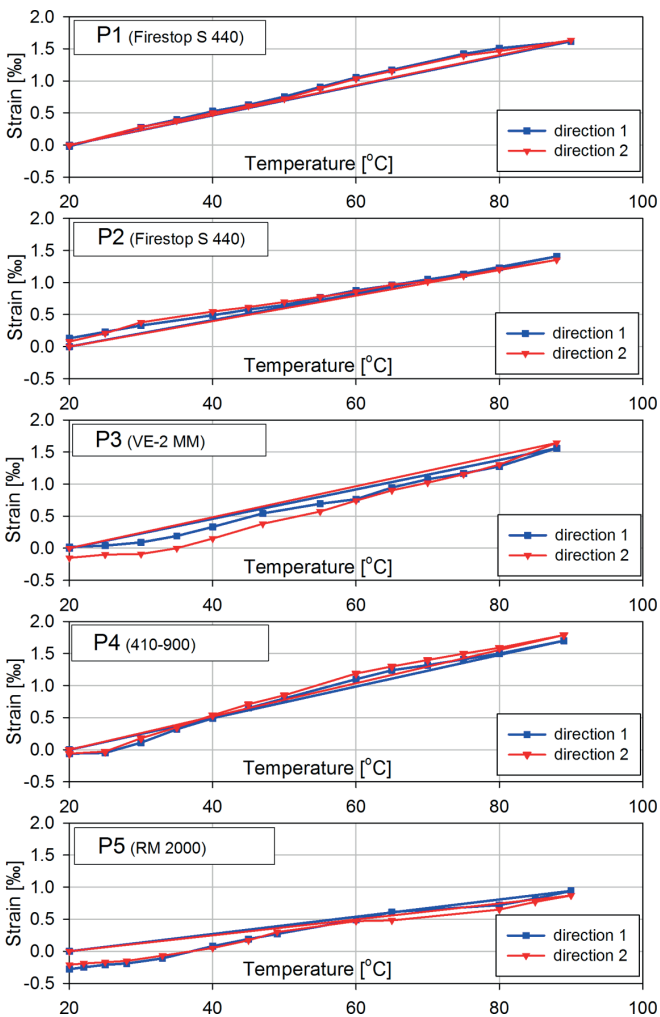 2.0
P1 (Firestop S 440)
1.5
1.0
0.5
0.0
-0.5
Strain [‰]
direction 1
direction 2
Temperature [°C]
20 40 60 80 100
2.0
P2 (Firestop S 440)
1.5
1.0
0.5
0.0
-0.5
Strain [‰]
direction 1
direction 2
Temperature [°C]
20 40 60 80 100
2.0
P3 (VE-2 MM)
1.5
1.0
0.5
0.0
-0.5
Strain [‰]
direction 1
direction 2
Temperature [°C]
20 40 60 80 100
2.0
P4 (410-900)
1.5
1.0
0.5
0.0
-0.5
Strain [‰]
direction 1
direction 2
Temperature [°C]
20 40 60 80 100
2.0
P5 (RM 2000)
1.5
1.0
0.5
0.0
-0.5
Strain [‰]
direction 1
direction 2
20 40 60 80 100
Temperature [°C]